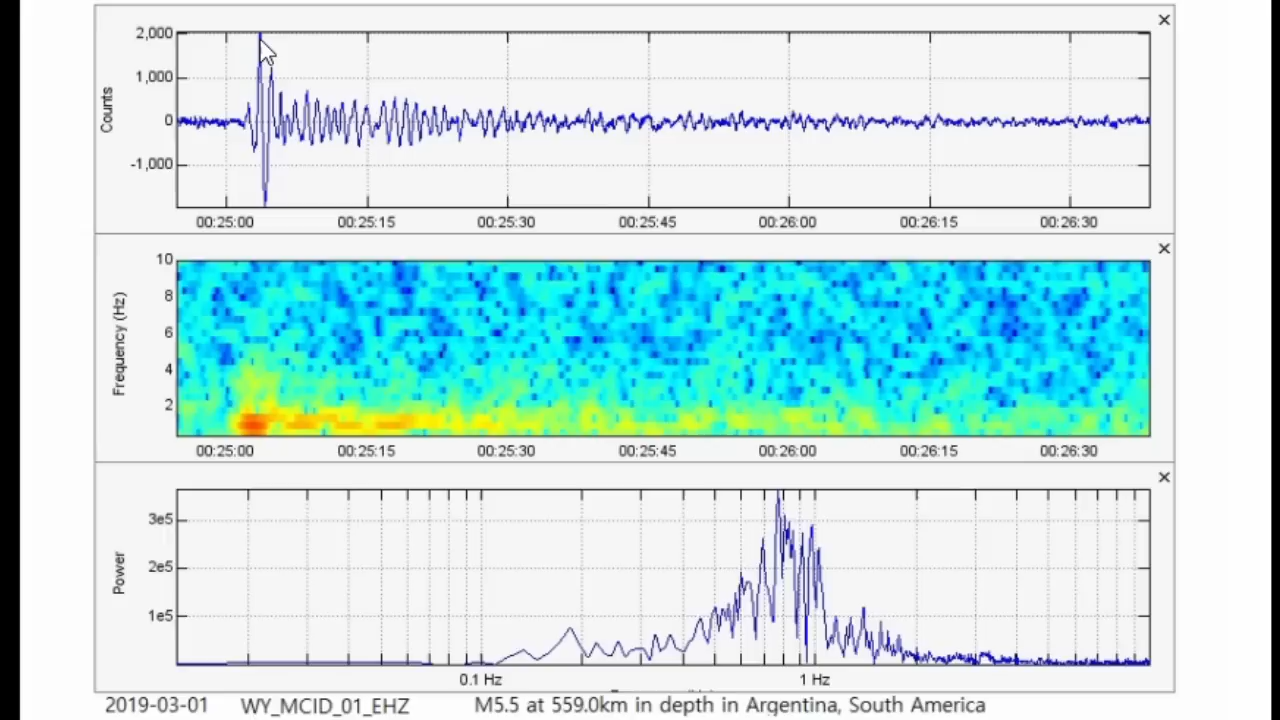 2,000
1,000
0
-1,000
Counts
00:25:00 00:25:15 00:25:30 00:25:45 00:26:00 00:26:15 00:26:30
10
8
6
4
2
Frequency (Hz)
00:25:00 00:25:15 00:25:30 00:25:45 00:26:00 00:26:15 00:26:30
3e5
2e5
1e5
Power
0.1 Hz 1 Hz
2019-03-01 WY_MCID_01_EHZ M5.5 at 559.0km in depth in Argentina, South America